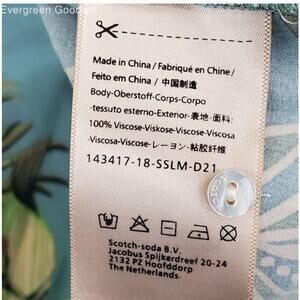 Evergreen Goodwill
Made in China / Fabriqué en Chine /
Feito em China / 中国制造
Body-Oberstoff-Corps-Corpo
-tessuto esterno-Exterior-表地-面料:
100% Viscose-Viskose-Viscose-Viscosa
-Viscosa-Viscose-レーヨン-粘胶纤维
143417-18-SSLM-D21
Scotch-soda B.V.
Jacobus Spijkerdreef 20-24
2132 PZ Hoofddorp
The Netherlands